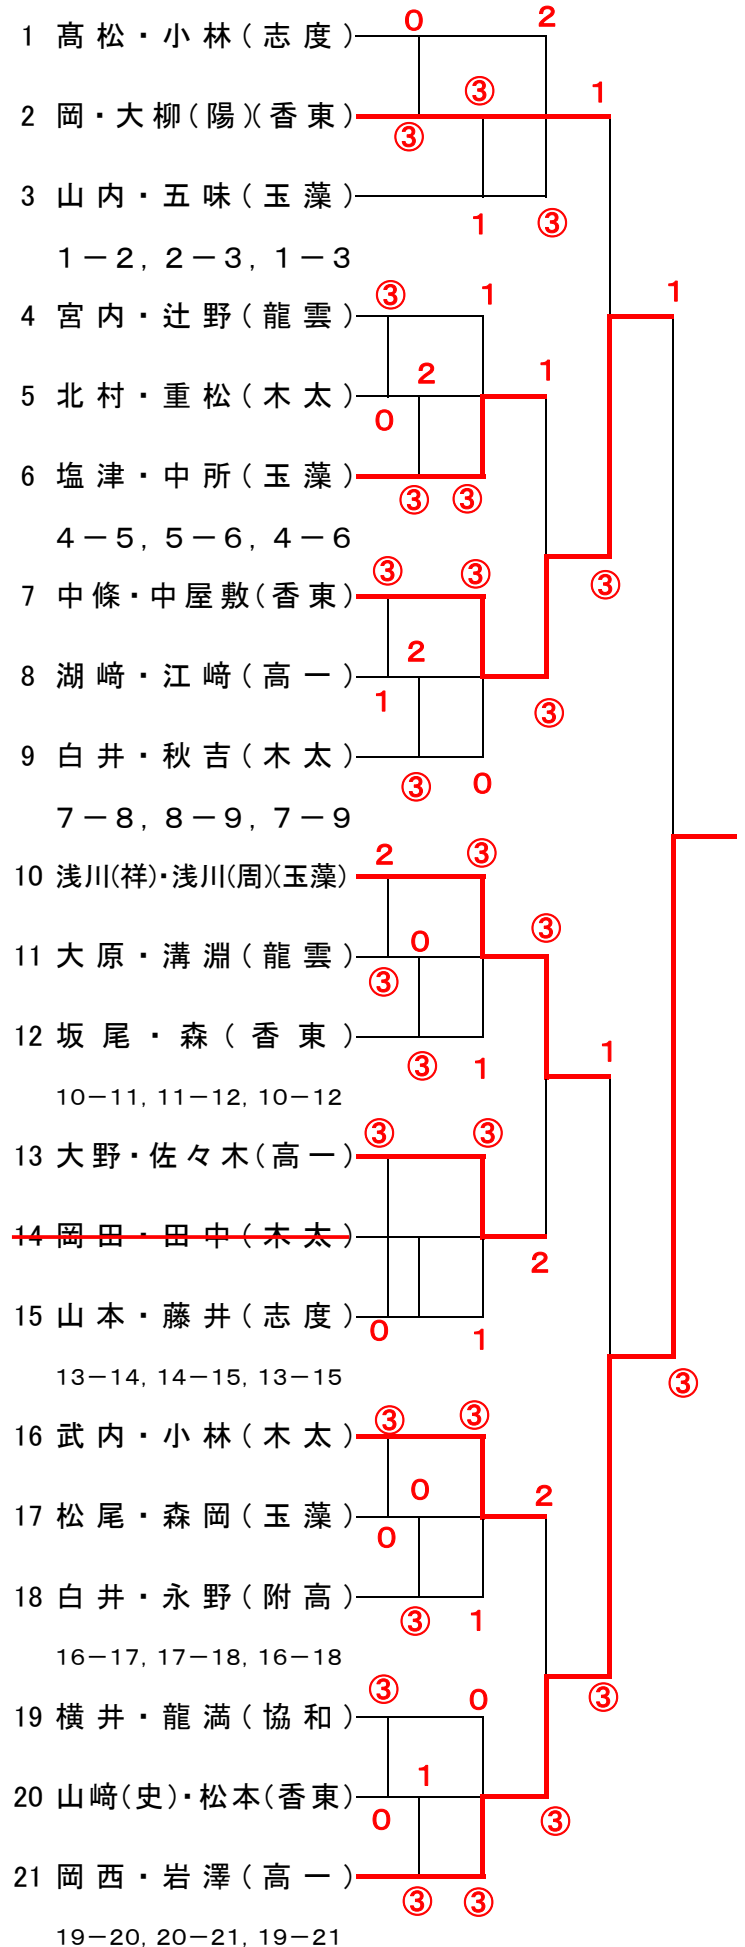 0 2
1 髙松・小林(志度)
③ 1
2 岡・大柳(陽)(香東)
③
3 山内・五味(玉藻)
1 ③
1－2, 2－3, 1－3
③ 1 1
4 宮内・辻野(龍雲)
2 1
5 北村・重松(木太)
0
6 塩津・中所(玉藻)
③ ③
4－5, 5－6, 4－6
③ ③ ③
7 中條・中屋敷(香東)
2
8 湖﨑・江﨑(高一)
1 ③
9 白井・秋吉(木太)
③ 0
7－8, 8－9, 7－9
2 ③
10 浅川(祥)・浅川(周)(玉藻)
0 ③
11 大原・溝淵(龍雲)
③
12 坂尾・森(香東)
③ 1 1
10－11, 11－12, 10－12
③ ③
13 大野・佐々木(高一)
14 岡田・田中(木太)
2
15 山本・藤井(志度)
0 1
13－14, 14－15, 13－15
③
③ ③
16 武内・小林(木太)
0 2
17 松尾・森岡(玉藻)
0
18 白井・永野(附高)
③ 1
16－17, 17－18, 16－18
③ 0 ③
19 横井・龍満(協和)
1
20 山﨑(史)・松本(香東)
0 ③
21 岡西・岩澤(高一)
③ ③
19－20, 20－21, 19－21